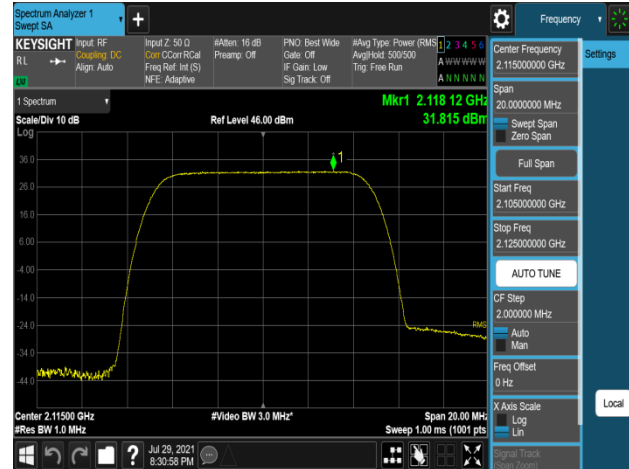 Spectrum Analyzer 1
Swept SA
Frequency
KEYSIGHT
R L
LW
Input: RF
Coupling: DC
Align: Auto
Input Z: 50 Ω
Corr CCorr RCal
Freq Ref: Int (S)
NFE: Adaptive
#Atten: 16 dB
Preamp: Off
PNO: Best Wide
Gate: Off
IF Gain: Low
Sig Track: Off
#Avg Type: Power (RMS
Avg|Hold: 500/500
Trig: Free Run
1 2 3 4 5 6
A W W W W W
A N N N N N
1 Spectrum
Scale/Div 10 dB
Log
Ref Level 46.00 dBm
Mkr1 2.118 12 GHz
31.815 dBm
1
36.0
26.0
16.0
6.00
-4.00
-14.0
-24.0
-34.0
-44.0
RMS
Center 2.11500 GHz
#Res BW 1.0 MHz
#Video BW 3.0 MHz*
Span 20.00 MHz
Sweep 1.00 ms (1001 pts
?
Jul 29, 2021
8:30:58 PM
Center Frequency
2.115000000 GHz
Span
20.0000000 MHz
Swept Span
Zero Span
Full Span
Start Freq
2.105000000 GHz
Stop Freq
2.125000000 GHz
AUTO TUNE
CF Step
2.000000 MHz
Auto
Man
Freq Offset
0 Hz
X Axis Scale
Log
Lin
Signal Track
(Span Zoom)
Settings
Local